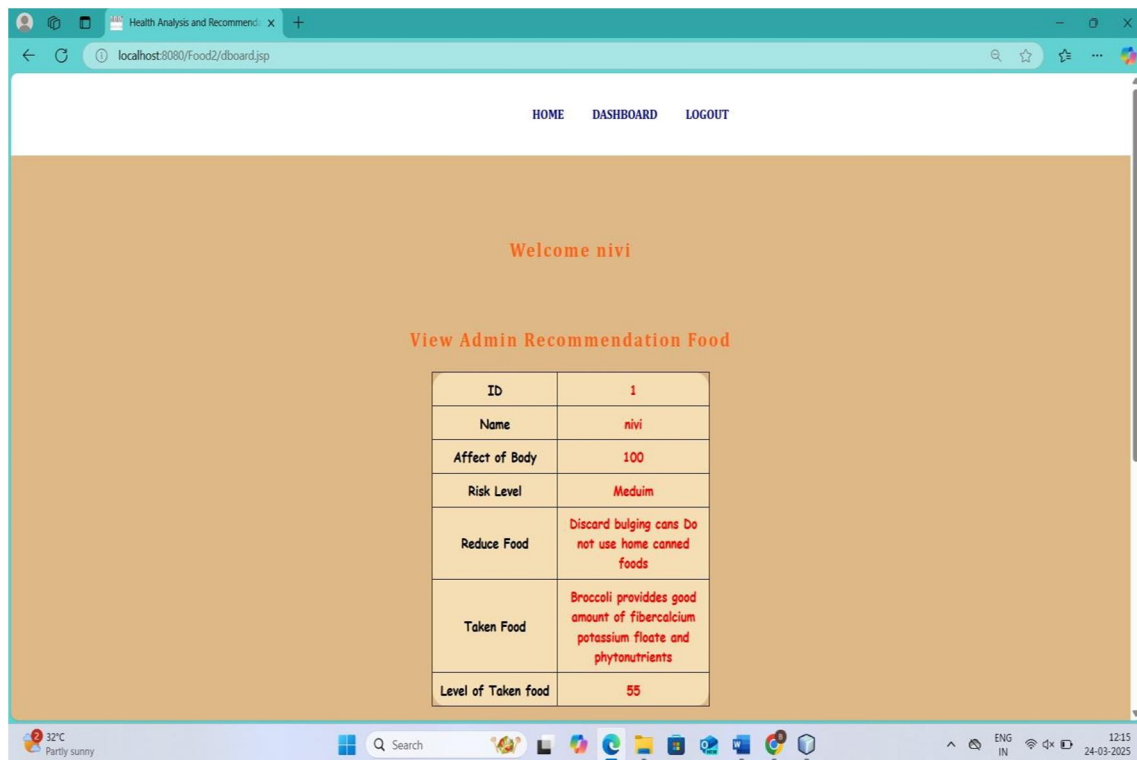 Health Analysis and Recommend
localhost:8080/Food2/dboard.jsp
HOME DASHBOARD LOGOUT
Welcome nivi
View Admin Recommendation Food
ID 1
Name nivi
Affect of Body 100
Risk Level Meduim
Reduce Food
Discard bulging cans Do
not use home canned
foods
Taken Food
Broccoli providdes good
amount of fibercalcium
potassium floate and
phytonutrients
Level of Taken food 55
2
32°C
Partly sunny
Search
ENG
IN
12:15
24-03-2025